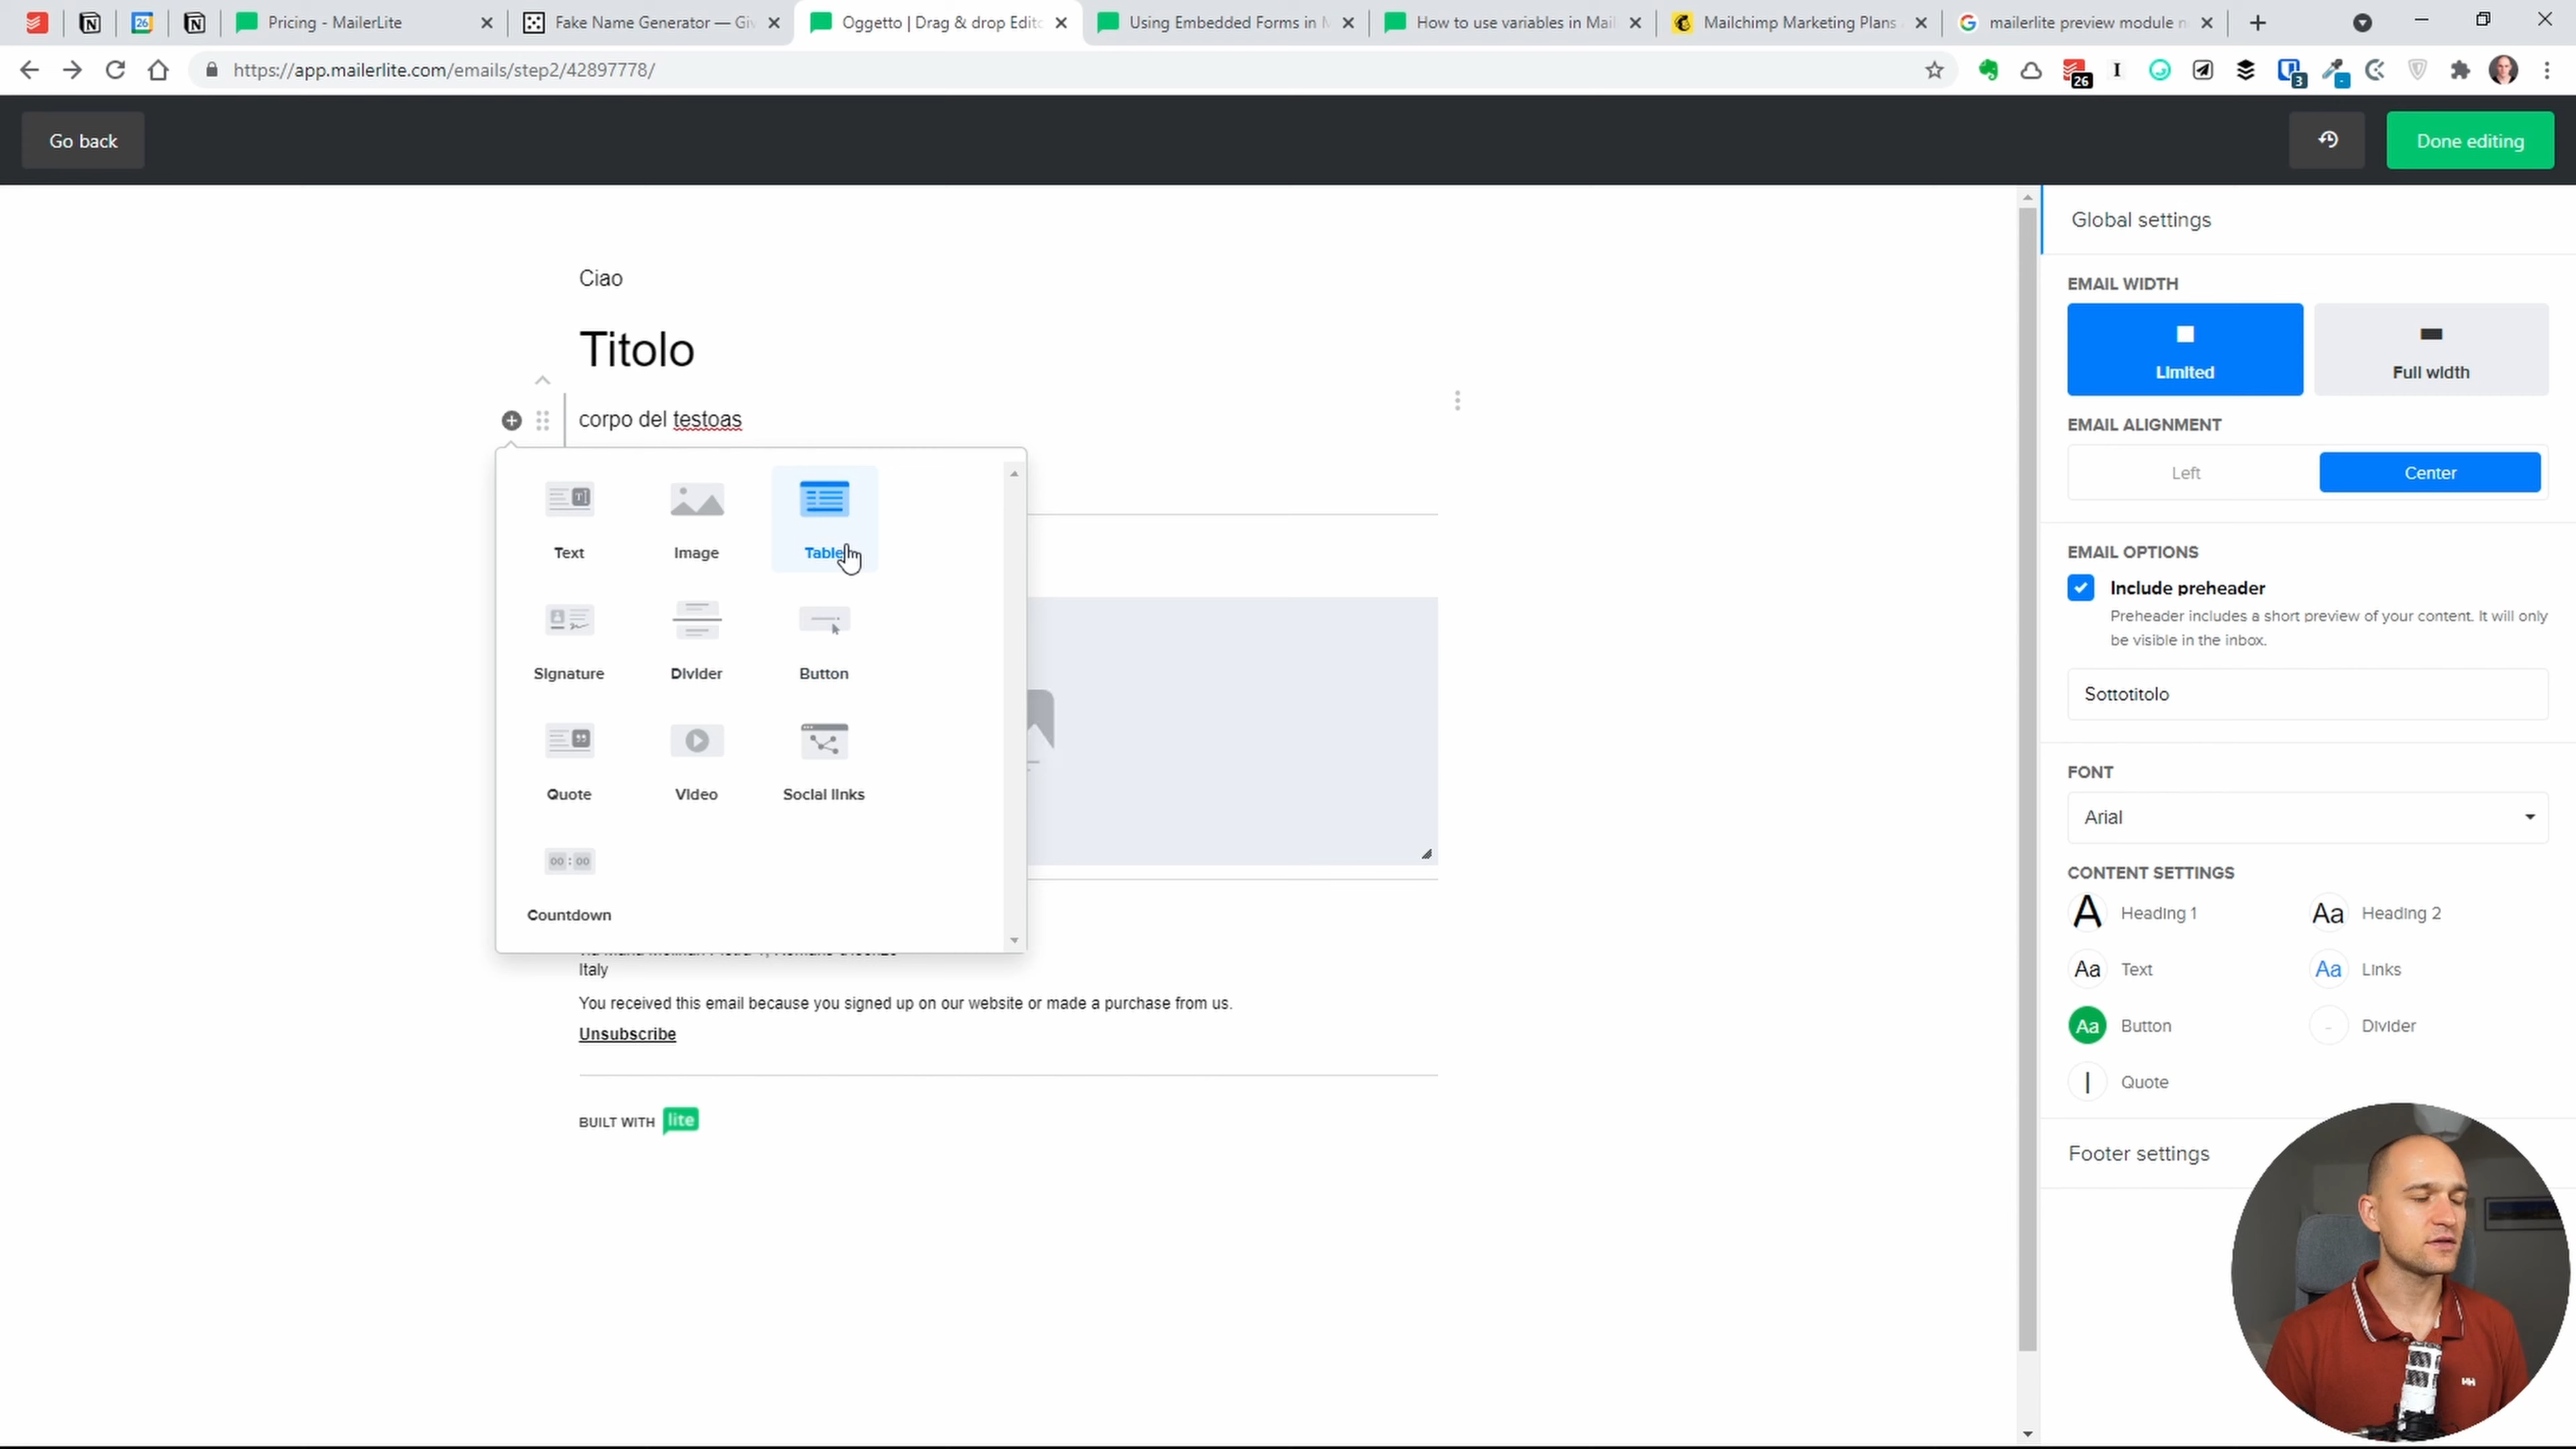 Pricing - MailerLite
Fake Name Generator — Giv
Oggetto | Drag & drop Edito
Using Embedded Forms in M
How to use variables in Mail
Mailchimp Marketing Plans
mailerlite preview module n
https://app.mailerlite.com/emails/step2/42897778/
26
3
Go back
Done editing
Ciao
Titolo
corpo del testoas
Text
Image
Table
Signature
Divider
Button
Quote
Video
Social links
00:00
Countdown
Italy
You received this email because you signed up on our website or made a purchase from us.
Unsubscribe
BUILT WITH lite
Global settings
EMAIL WIDTH
Limited
Full width
EMAIL ALIGNMENT
Left
Center
EMAIL OPTIONS
Include preheader
Preheader includes a short preview of your content. It will only
be visible in the inbox.
Sottotitolo
FONT
Arial
CONTENT SETTINGS
A Heading 1
Aa Heading 2
Aa Text
Aa Links
Aa Button
Divider
Quote
Footer settings
HH